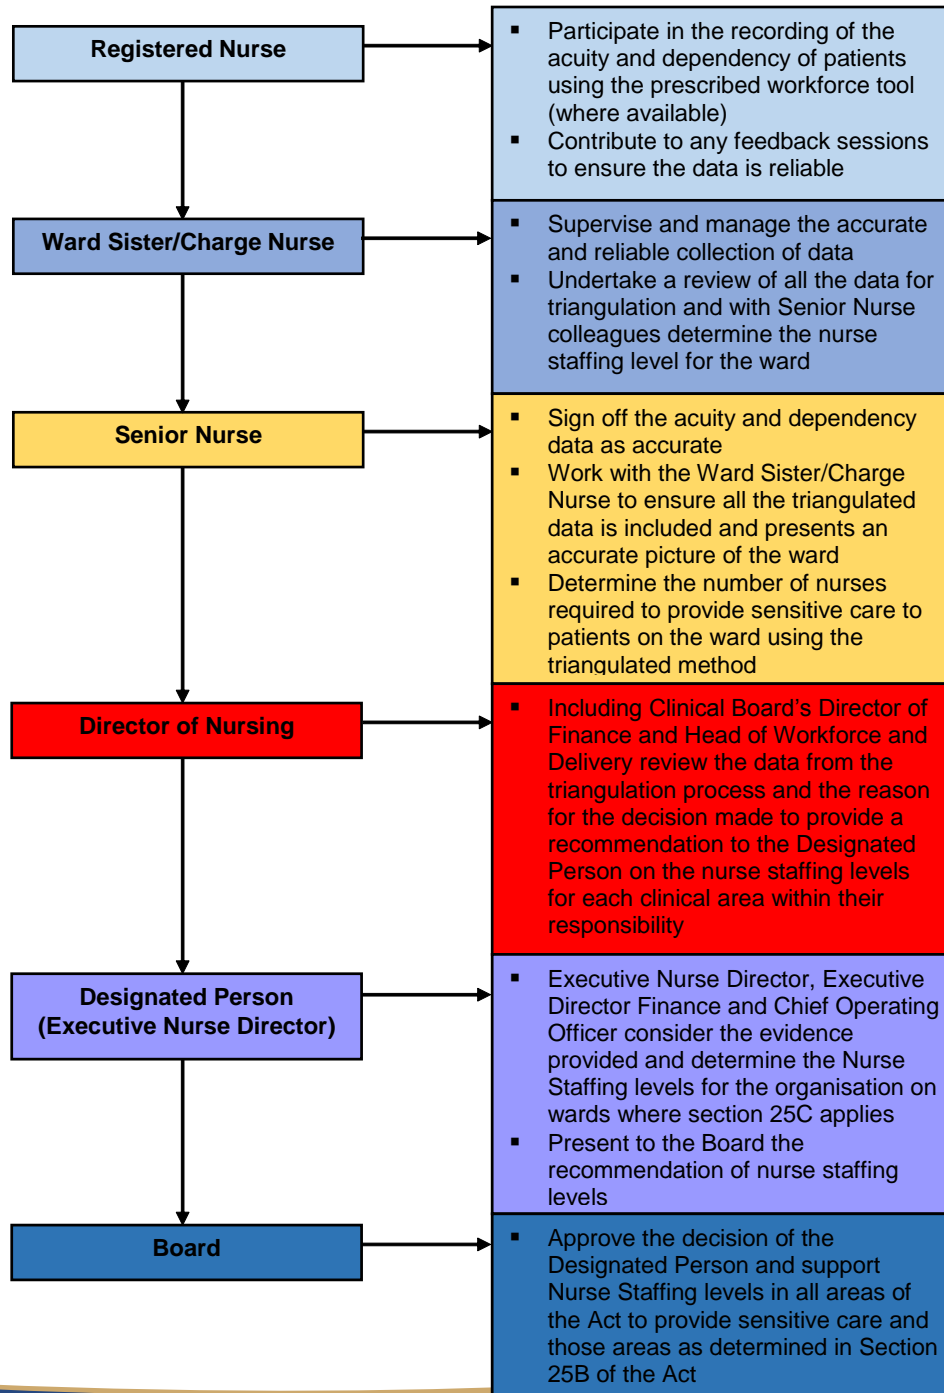 Registered Nurse
▪ Participate in the recording of the
acuity and dependency of patients
using the prescribed workforce tool
(where available)
▪ Contribute to any feedback sessions
to ensure the data is reliable
Ward Sister/Charge Nurse
▪ Supervise and manage the accurate
and reliable collection of data
▪ Undertake a review of all the data for
triangulation and with Senior Nurse
colleagues determine the nurse
staffing level for the ward
Senior Nurse
▪ Sign off the acuity and dependency
data as accurate
▪ Work with the Ward Sister/Charge
Nurse to ensure all the triangulated
data is included and presents an
accurate picture of the ward
▪ Determine the number of nurses
required to provide sensitive care to
patients on the ward using the
triangulated method
Director of Nursing
▪ Including Clinical Board's Director of
Finance and Head of Workforce and
Delivery review the data from the
triangulation process and the reason
for the decision made to provide a
recommendation to the Designated
Person on the nurse staffing levels
for each clinical area within their
responsibility
Designated Person
(Executive Nurse Director)
▪ Executive Nurse Director, Executive
Director Finance and Chief Operating
Officer consider the evidence
provided and determine the Nurse
Staffing levels for the organisation on
wards where section 25C applies
▪ Present to the Board the
recommendation of nurse staffing
levels
Board
▪ Approve the decision of the
Designated Person and support
Nurse Staffing levels in all areas of
the Act to provide sensitive care and
those areas as determined in Section
25B of the Act